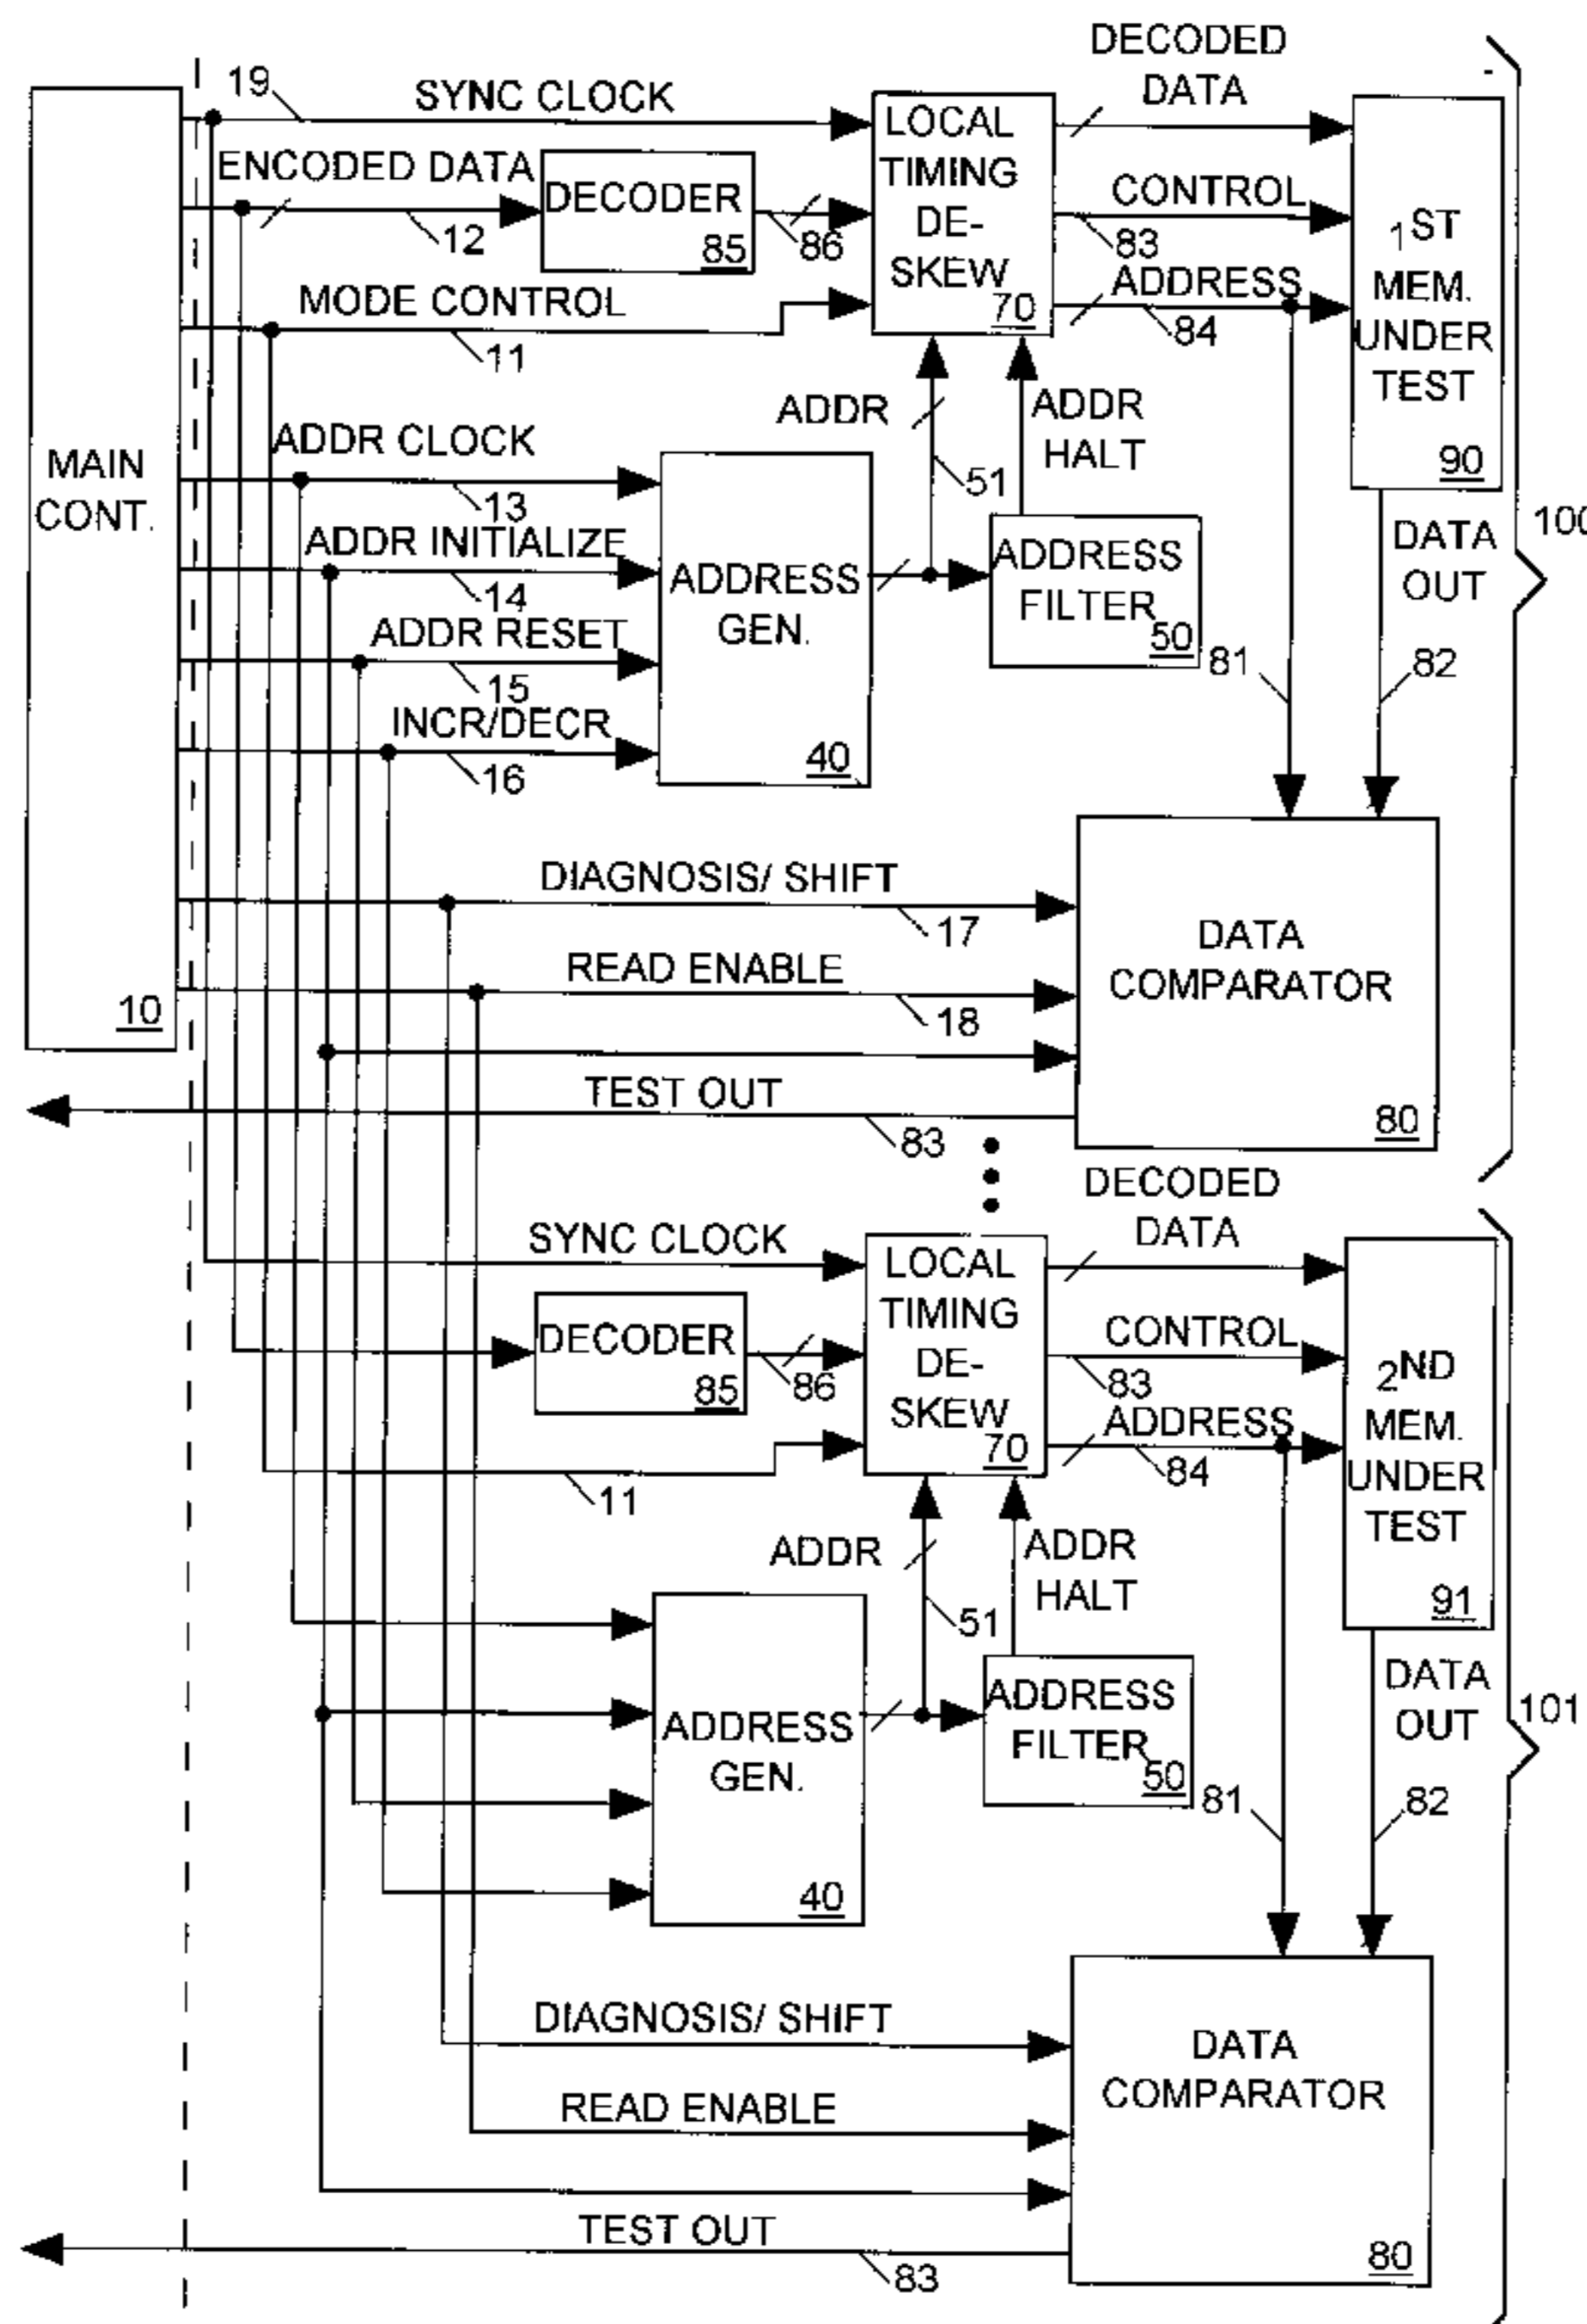 DECODED
DATA
19
SYNC CLOCK
ENCODED DATA
12
DECODER
85
86
MODE CONTROL
11
LOCAL
TIMING
DE-
SKEW
70
CONTROL
83
ADDRESS
84
1ST
MEM.
UNDER
TEST
90
MAIN
CONT.
10
ADDR CLOCK
13
ADDR INITIALIZE
14
ADDR RESET
15
INCR/DECR
16
ADDRESS
GEN.
40
ADDR
51
ADDR
HALT
ADDRESS
FILTER
50
DATA
OUT
81
82
100
DIAGNOSIS/ SHIFT
17
READ ENABLE
18
TEST OUT
83
DATA
COMPARATOR
80
DECODED
DATA
SYNC CLOCK
DECODER
85
86
11
LOCAL
TIMING
DE-
SKEW
70
CONTROL
83
ADDRESS
84
2ND
MEM.
UNDER
TEST
91
ADDR
51
ADDR
HALT
ADDRESS
GEN.
40
ADDRESS
FILTER
50
DATA
OUT
81
82
101
DIAGNOSIS/ SHIFT
READ ENABLE
TEST OUT
83
DATA
COMPARATOR
80